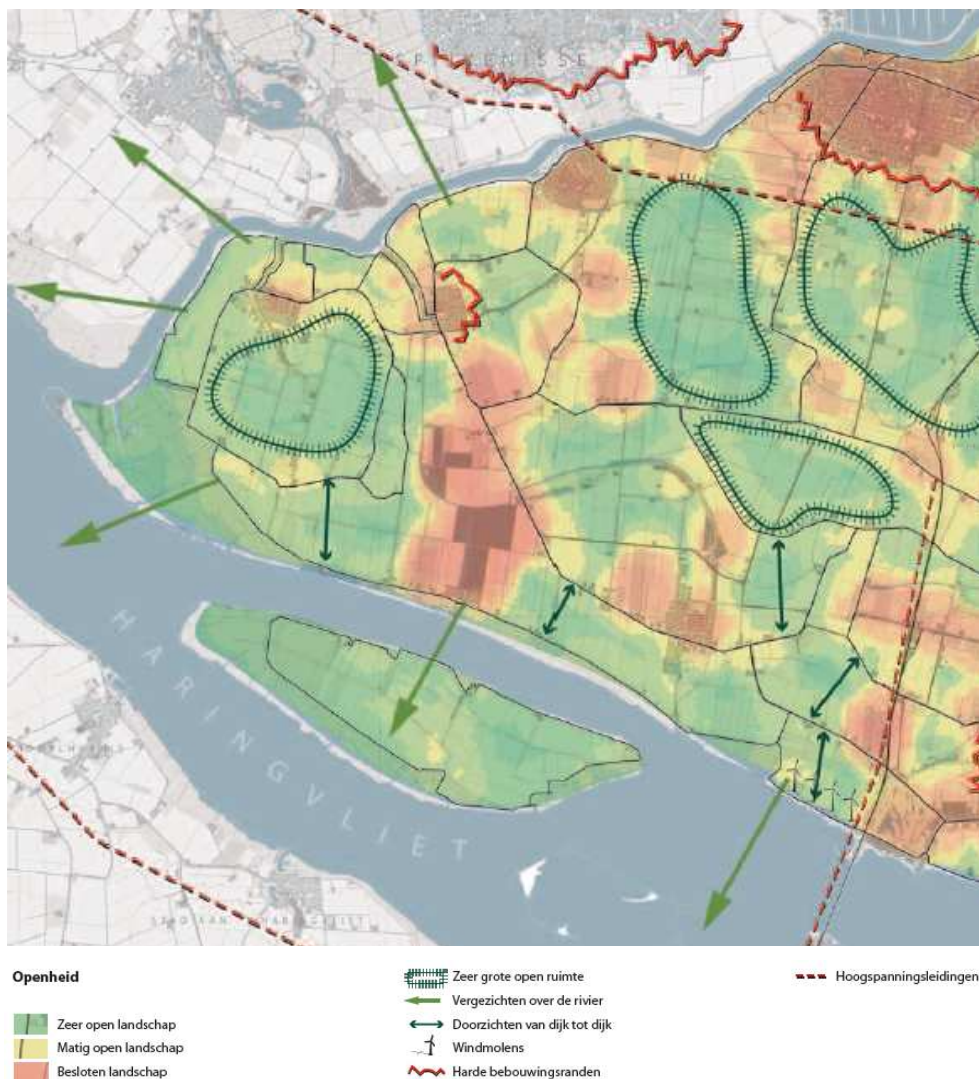 HARINGVLIET
Openheid
Zeer open landschap
Matig open landschap
Besloten landschap
Zeer grote open ruimte
Vergezichten over de rivier
Doorzichten van dijk tot dijk
Windmolens
Harde bebouwingsranden
Hoogspanningsleidingen